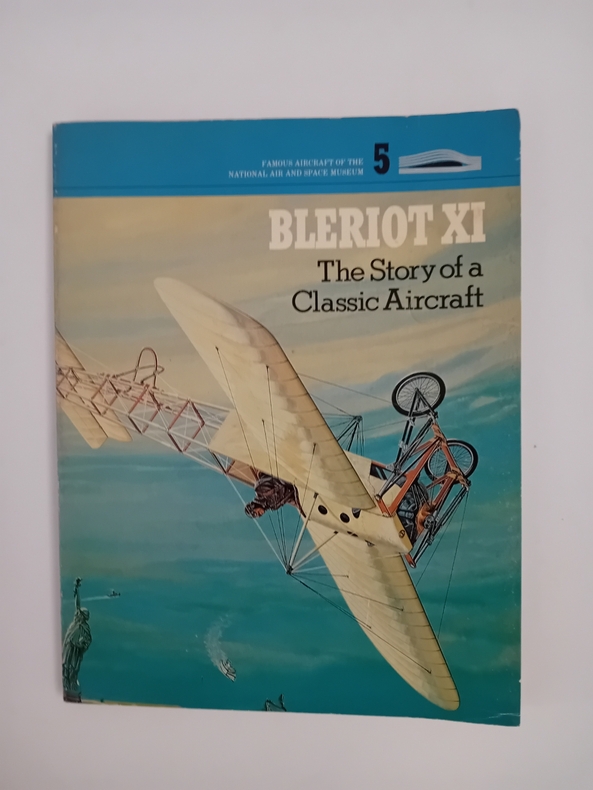 FAMOUS AIRCRAFT OF THE
NATIONAL AIR AND SPACE MUSEUM
5
BLERIOT XI
The Story of a
Classic Aircraft